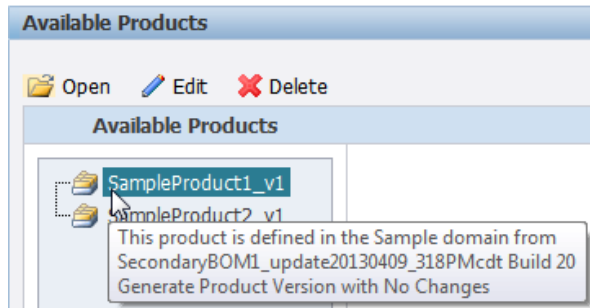 Available Products
Open Edit Delete
Available Products
SampleProduct1_v1
SampleProduct2_v1
This product is defined in the Sample domain from
SecondaryBOM1_update20130409_318PMcdt Build 20
Generate Product Version with No Changes